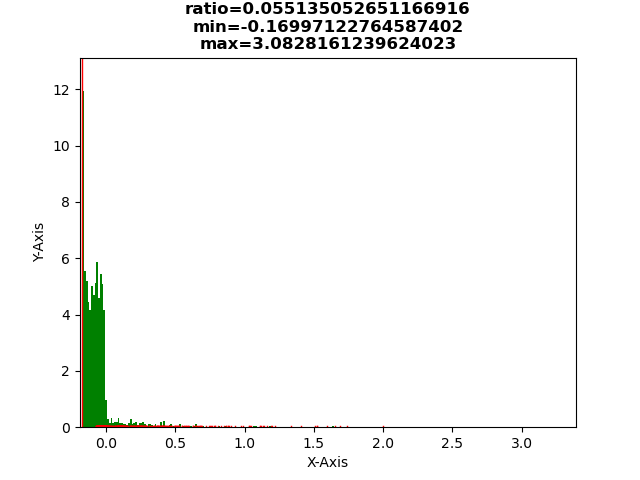 ratio=0.055135052651166916
min=-0.16997122764587402
max=3.0828161239624023
12
10
8
6
4
2
0
Y-Axis
0.0 0.5 1.0 1.5 2.0 2.5 3.0
X-Axis